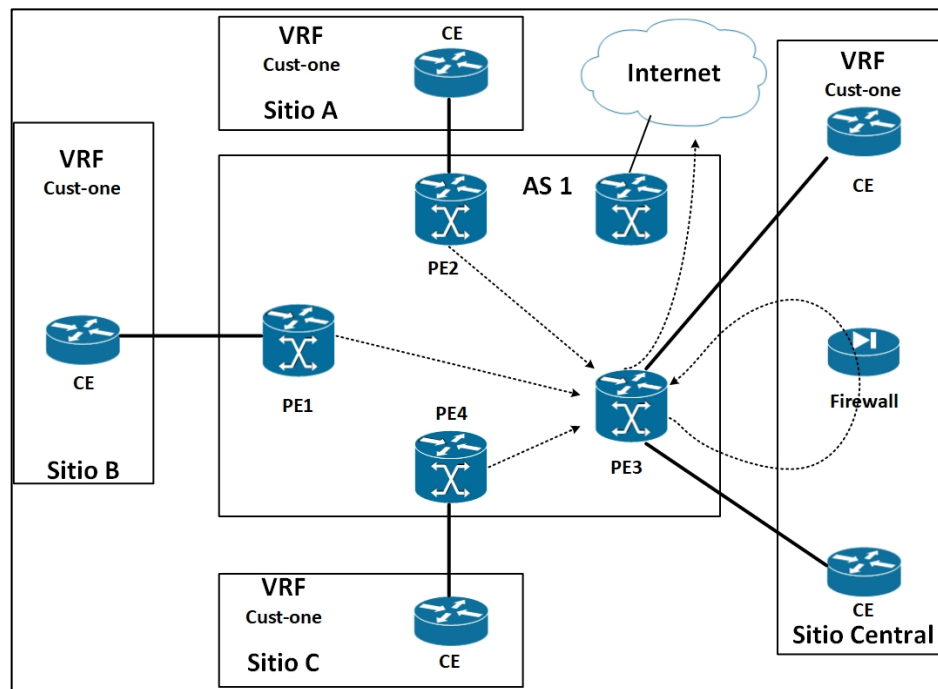 VRF
Cust-one
Sitio A
CE
Internet
VRF
Cust-one
CE
VRF
Cust-one
AS 1
PE2
CE
Sitio B
PE1
PE4
PE3
Firewall
VRF
Cust-one
Sitio C
CE
CE
Sitio Central